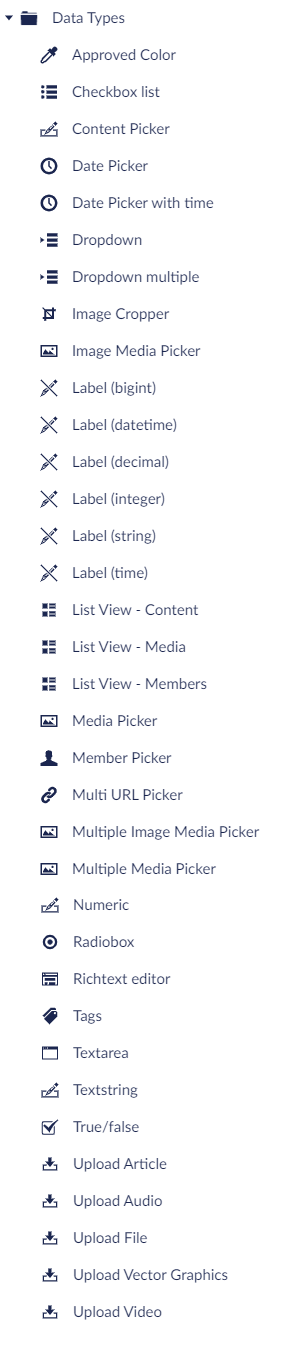 Data Types
Approved Color
Checkbox list
Content Picker
Date Picker
Date Picker with time
Dropdown
Dropdown multiple
Image Cropper
Image Media Picker
Label (bigint)
Label (datetime)
Label (decimal)
Label (integer)
Label (string)
Label (time)
List View - Content
List View - Media
List View - Members
Media Picker
Member Picker
Multi URL Picker
Multiple Image Media Picker
Multiple Media Picker
Numeric
Radiobox
Richtext editor
Tags
Textarea
Textstring
True/false
Upload Article
Upload Audio
Upload File
Upload Vector Graphics
Upload Video